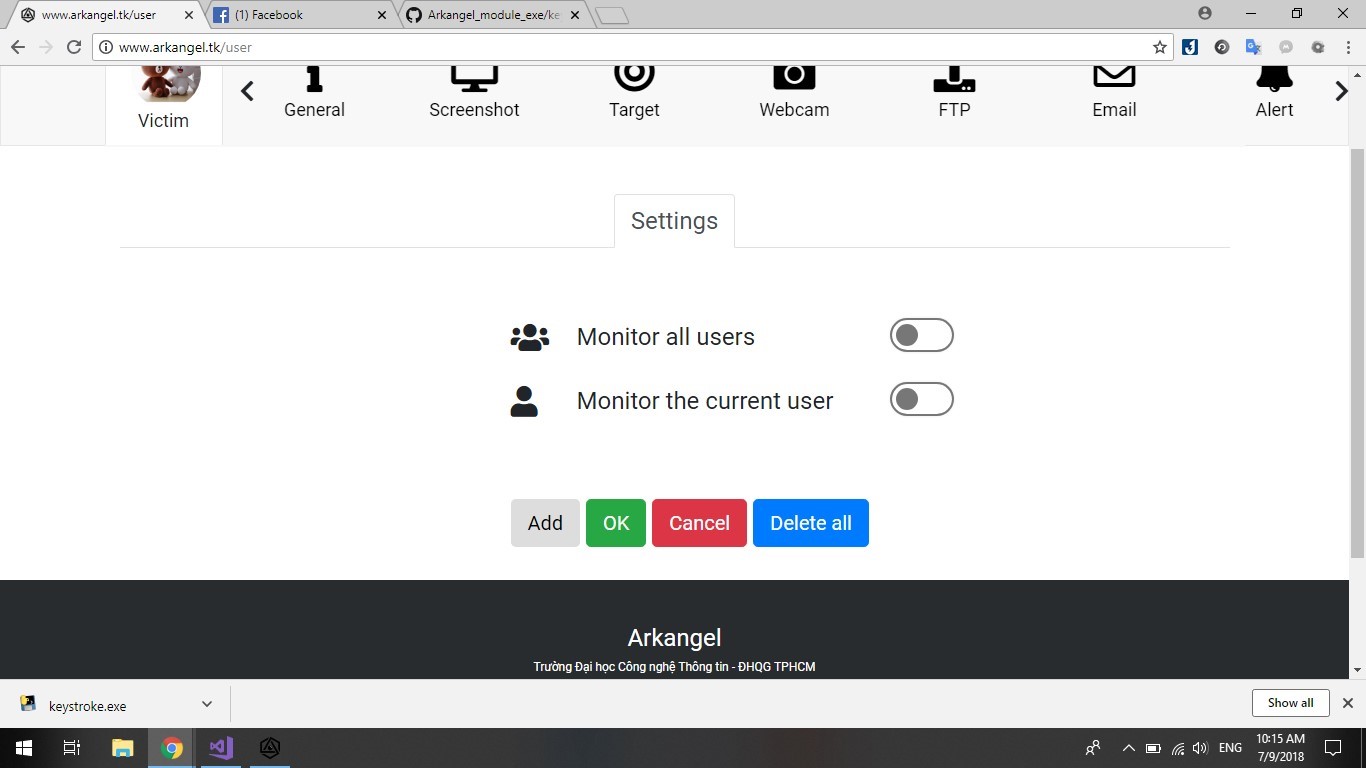 www.arkangel.tk/user
(1) Facebook
Arkangel_module_exe/ke
www.arkangel.tk/user
Victim
General
Screenshot
Target
Webcam
FTP
Email
Alert
Settings
Monitor all users
Monitor the current user
Add
OK
Cancel
Delete all
Arkangel
Trường Đại học Công nghệ Thông tin - ĐHQG TPHCM
keystroke.exe
Show all
ENG
10:15 AM
7/9/2018